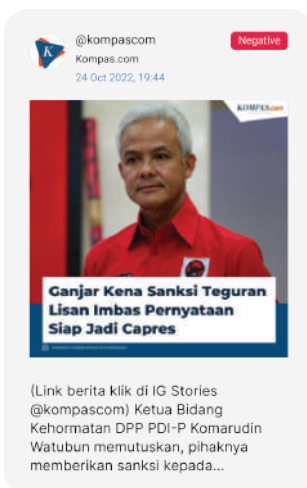 @kompascom
Negative
Kompas.com
24 Oct 2022, 19:44
KOMPAS.com
Ganjar Kena Sanksi Teguran
Lisan Imbas Pernyataan
Siap Jadi Capres
(Link berita klik di IG Stories
@kompascom) Ketua Bidang
Kehormatan DPP PDI-P Komarudin
Watubun memutuskan, pihaknya
memberikan sanksi kepada...